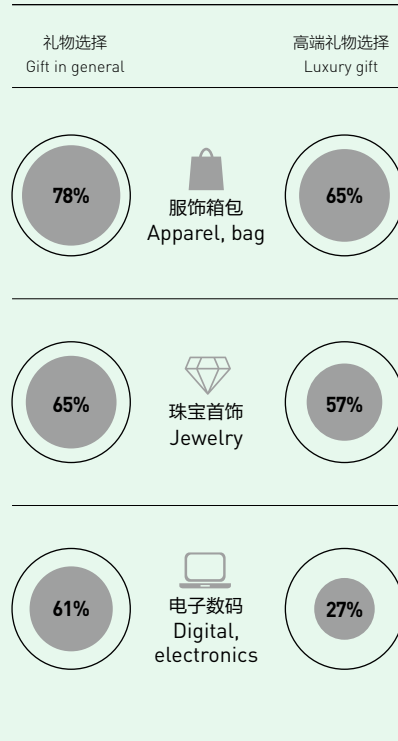 礼物选择
Gift in general
高端礼物选择
Luxury gift
78%
服饰箱包
Apparel, bag
65%
65%
珠宝首饰
Jewelry
57%
61%
电子数码
Digital,
electronics
27%